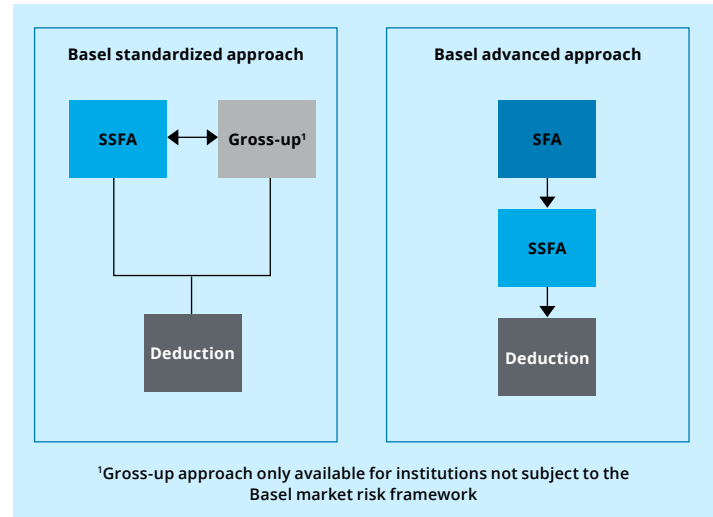 Basel standardized approach
SSFA
Gross-up¹
Deduction
Basel advanced approach
SFA
SSFA
Deduction
¹Gross-up approach only available for institutions not subject to the
Basel market risk framework